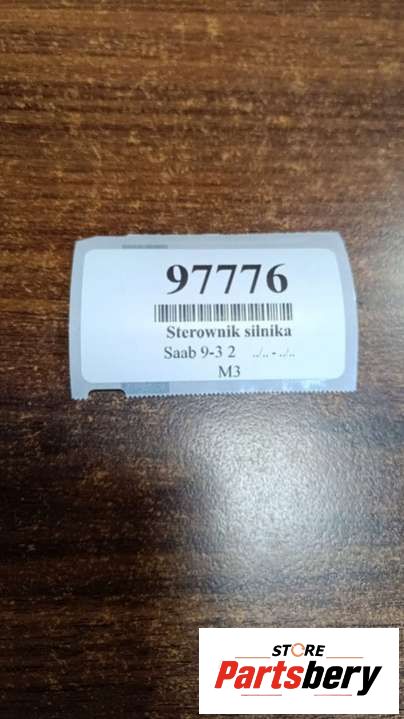 97776
Sterownik silnika
Saab 9-3 2 ../.. - ../..
M3
STORE
Partsbery